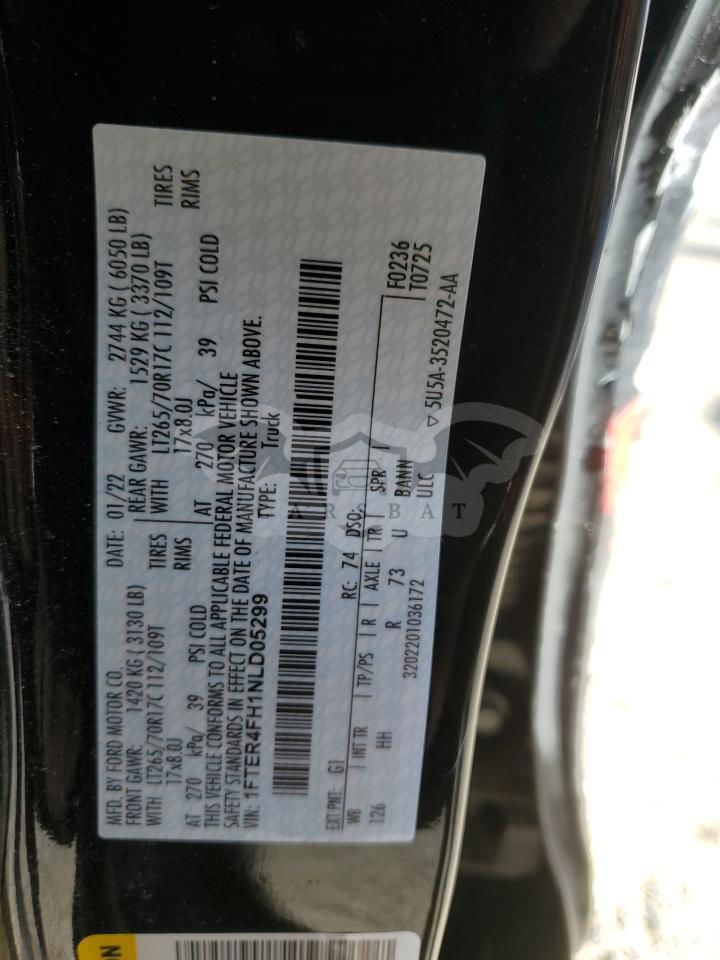 MFD. BY FORD MOTOR CO.
DATE: 01/22 GVWR: 2744 KG ( 6050 LB)
FRONT GAWR: 1420 KG ( 3130 LB)
REAR GAWR: 1529 KG ( 3370 LB)
WITH LT265/70R17C 112/109T TIRES
WITH LT265/70R17C 112/109T TIRES
17x8.0J RIMS
17x8.0J RIMS
AT 270 kPa/ 39 PSI COLD
AT 270 kPa/ 39 PSI COLD
THIS VEHICLE CONFORMS TO ALL APPLICABLE FEDERAL MOTOR VEHICLE
SAFETY STANDARDS IN EFFECT ON THE DATE OF MANUFACTURE SHOWN ABOVE.
VIN: 1FTER4FH1NLD05299 TYPE: Truck
EXT PNT: G1 RC: 74 DSO:
F0236
WB INT TR TP/PS R AXLE TR SPR
T0725
126 HH R 73 U BANN
3202201036172 ULC 5U5A-3520472-AA
ON